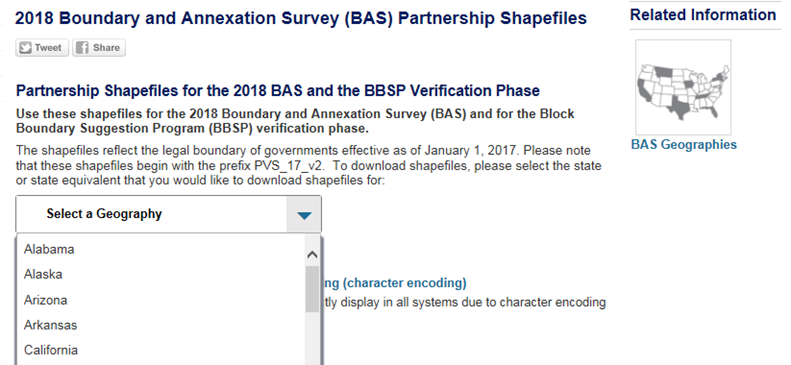 2018 Boundary and Annexation Survey (BAS) Partnership Shapefiles
Tweet
Share
Partnership Shapefiles for the 2018 BAS and the BBSP Verification Phase
Use these shapefiles for the 2018 Boundary and Annexation Survey (BAS) and for the Block
Boundary Suggestion Program (BBSP) verification phase.
The shapefiles reflect the legal boundary of governments effective as of January 1, 2017. Please note
that these shapefiles begin with the prefix PVS_17_v2. To download shapefiles, please select the state
or state equivalent that you would like to download shapefiles for:
Select a Geography
Alabama
Alaska
Arizona
Arkansas
California
ng (character encoding)
tly display in all systems due to character encoding
Related Information
BAS Geographies